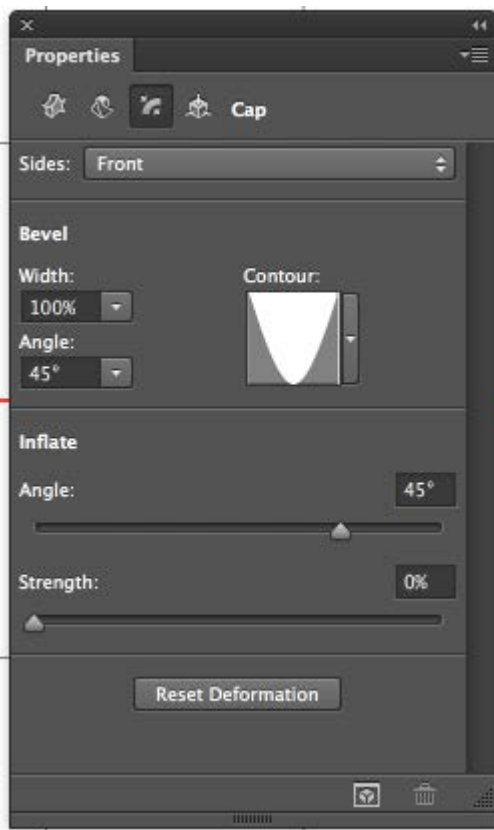 Properties
Cap
Sides: Front
Bevel
Width: Contour:
100%
Angle:
45°
Inflate
Angle: 45°
Strength: 0%
Reset Deformation